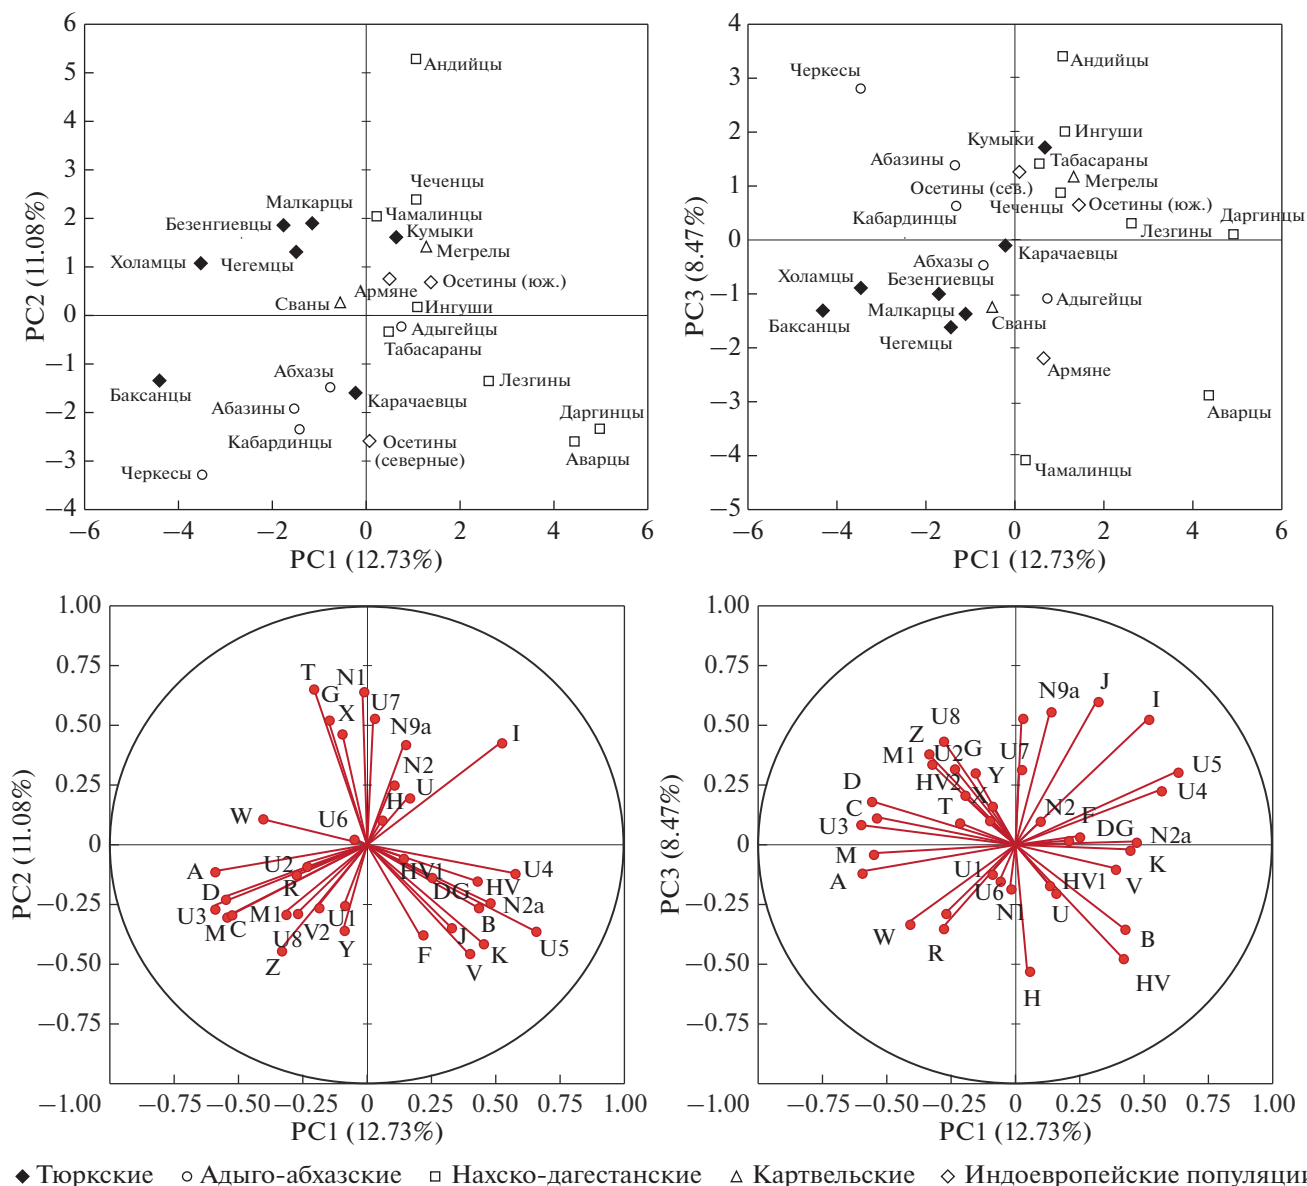 6
5
4
3
2
1
0
−1
−2
−3
−4
PC2 (11.08%)
Андийцы
Чеченцы
Малкарцы
Чамалинцы
Безенгиевцы
Кумыки
Мегрелы
Холамцы
Чегемцы
Осетины (юж.)
Армяне
Сваны
Ингуши
Адыгейцы
Табасараны
Абхазы
Лезгины
Баксанцы
Карачаевцы
Абазины
Даргинцы
Кабардинцы
Осетины
(северные)
Аварцы
Черкесы
−6 −4 −2 0 2 4 6
PC1 (12.73%)
4
3
2
1
0
−1
−2
−3
−4
−5
PC3 (8.47%)
Андийцы
Черкесы
Ингуши
Кумыки
Абазины
Табасараны
Осетины (сев.)
Мегрелы
Кабардинцы
Чеченцы
Осетины (юж.)
Даргинцы
Лезгины
Карачаевцы
Абхазы
Холамцы
Безенгиевцы
Адыгейцы
Малкарцы
Сваны
Баксанцы
Чегемцы
Армяне
Аварцы
Чамалинцы
−6 −4 −2 0 2 4 6
PC1 (12.73%)
1.00
0.75
0.50
0.25
0
−0.25
−0.50
−0.75
PC2 (11.08%)
T
N1
G
U7
X
N9a
I
N2
U
H
W
U6
A
U2
HV1
U4
D
R
DG
HV
U3
M
C
M1
U1
N2a
B
U8
V2
Y
J
K
U5
Z
F
V
−1.00 −0.75 −0.50 −0.25 0 0.25 0.50 0.75 1.00
PC1 (12.73%)
1.00
0.75
0.50
0.25
0
−0.25
−0.50
−0.75
PC3 (8.47%)
N9a
J
I
U8
Z
M1
U2
G
U7
U5
D
HV2
Y
U4
C
T
X
N2
F
U3
DG
N2a
M
U1
HV1
K
A
U6
V
N1
U
W
R
B
H
HV
−1.00 −0.75 −0.50 −0.25 0 0.25 0.50 0.75 1.00
PC1 (12.73%)
Тюркские Адыго-абхазские Нахско-дагестанские Картвельские Индоевропейские популяции